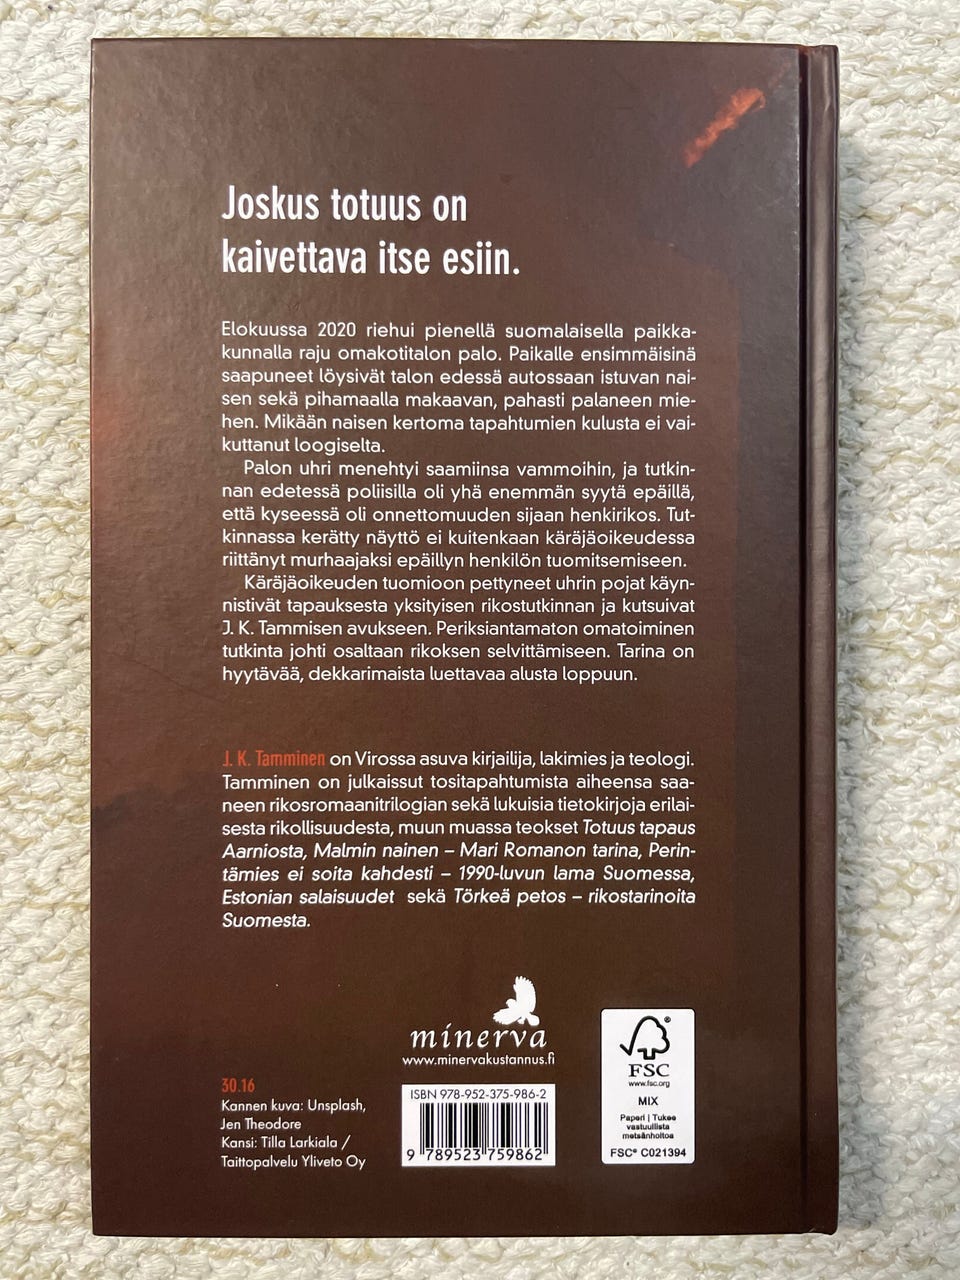 Joskus totuus on
kaivettava itse esiin.
Elokuussa 2020 riehui pienellä suomalaisella paikka-
kunnalla raju omakotitalon palo. Paikalle ensimmäisinä
saapuneet löysivät talon edessä autossaan istuvan nai-
sen sekä pihamaalla makaavan, pahasti palaneen mie-
hen. Mikään naisen kertoma tapahtumien kulusta ei vai-
kuttanut loogiselta.
Palon uhri menehtyi saamiinsa vammoihin, ja tutkin-
nan edetessä poliisilla oli yhä enemmän syytä epäillä,
että kyseessä oli onnettomuuden sijaan henkirikos. Tut-
kinnassa kerätty näyttö ei kuitenkaan käräjäoikeudessa
riittänyt murhaajaksi epäillyn henkilön tuomitsemiseen.
Käräjäoikeuden tuomioon pettyneet uhrin pojat käyn-
nistivät tapauksesta yksityisen rikostutkinnan ja kutsuivat
J. K. Tammisen avukseen. Periksiantamaton omatoiminen
tutkinta johti osaltaan rikoksen selvittämiseen. Tarina on
hyytävää, dekkarimaista luettavaa alusta loppuun.
J. K. Tamminen on Virossa asuva kirjailija, lakimies ja teologi.
Tamminen on julkaissut tositapahtumista aiheensa saa-
neen rikosromaanitrilogian sekä lukuisia tietokirjoja erilai-
sesta rikollisuudesta, muun muassa teokset Totuus tapaus
Aarniosta, Malmin nainen – Mari Romanon tarina, Perin-
tämies ei soita kahdesti – 1990-luvun lama Suomessa,
Estonian salaisuudet sekä Törkeä petos – rikostarinoita
Suomesta.
minerva
www.minervakustannus.fi
30.16
Kannen kuva: Unsplash,
Jen Theodore
Kansi: Tilla Larkiala /
Taittopalvelu Yliveto Oy
ISBN 978-952-375-986-2
9 789523 759862
®
FSC
www.fsc.org
MIX
Paperi | Tukee
vastuullista
metsänhoitoa
FSC® C021394